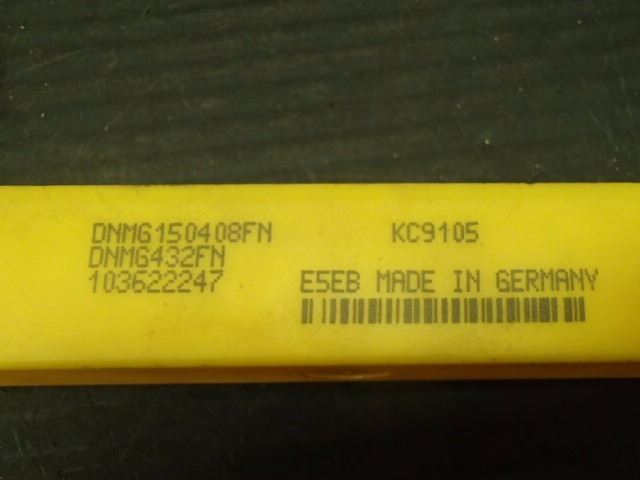 DNMG150408FN KC9105
DNMG432FN
103622247 E5EB MADE IN GERMANY